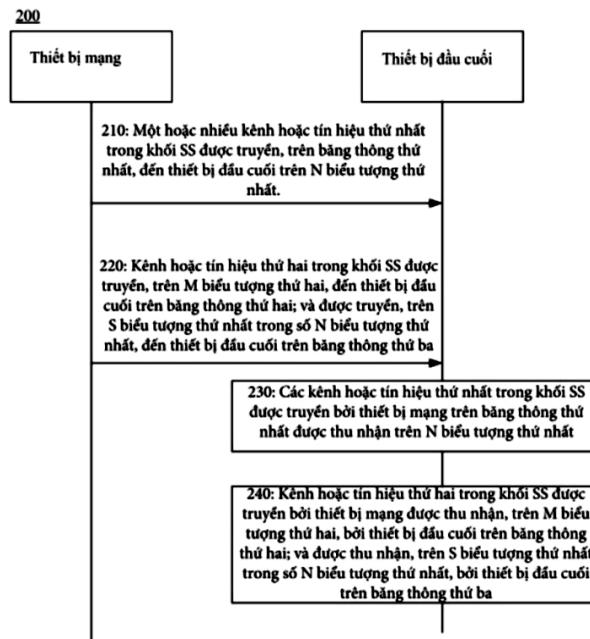 200
Thiết bị mạng
Thiết bị đầu cuối
210: Một hoặc nhiều kênh hoặc tín hiệu thứ nhất
trong khối SS được truyền, trên băng thông thứ
nhất, đến thiết bị đầu cuối trên N biểu tượng thứ
nhất.
220: Kênh hoặc tín hiệu thứ hai trong khối SS được
truyền, trên M biểu tượng thứ hai, đến thiết bị đầu
cuối trên băng thông thứ hai; và được truyền, trên
S biểu tượng thứ nhất trong số N biểu tượng thứ
nhất, đến thiết bị đầu cuối trên băng thông thứ ba
230: Các kênh hoặc tín hiệu thứ nhất trong khối SS
được truyền bởi thiết bị mạng trên băng thông thứ
nhất được thu nhận trên N biểu tượng thứ nhất
240: Kênh hoặc tín hiệu thứ hai trong khối SS được
truyền bởi thiết bị mạng được thu nhận, trên M biểu
tượng thứ hai, bởi thiết bị đầu cuối trên băng thông
thứ hai; và được thu nhận, trên S biểu tượng thứ nhất
trong số N biểu tượng thứ nhất, bởi thiết bị đầu cuối
trên băng thông thứ ba